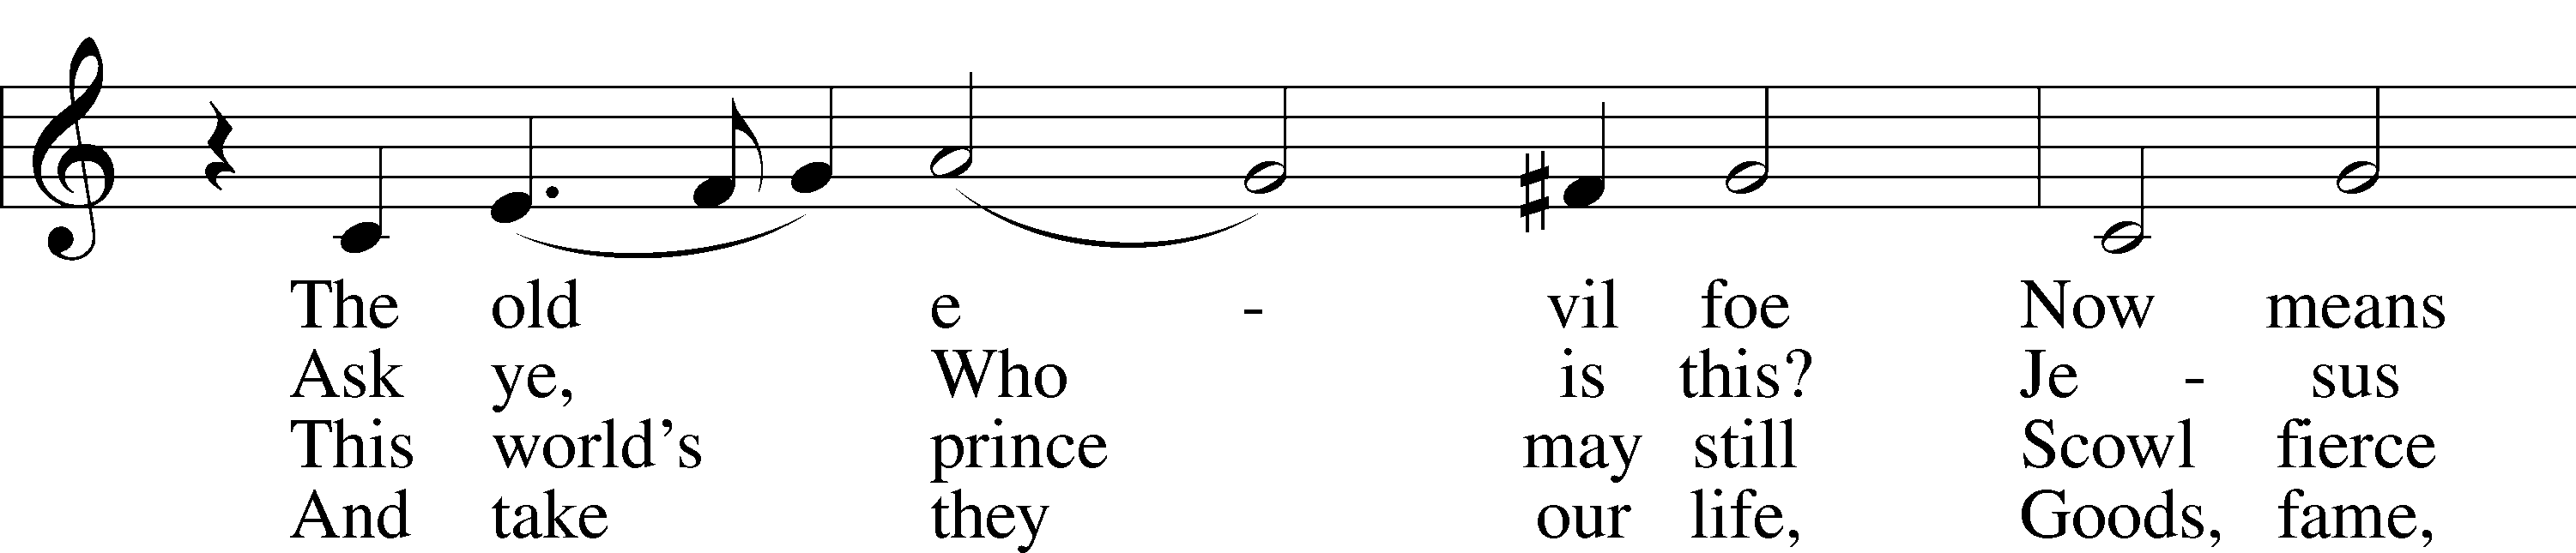 The old e - vil foe Now means
Ask ye, Who is this? Je - sus
This world's prince may still Scowl fierce
And take they our life, Goods, fame,